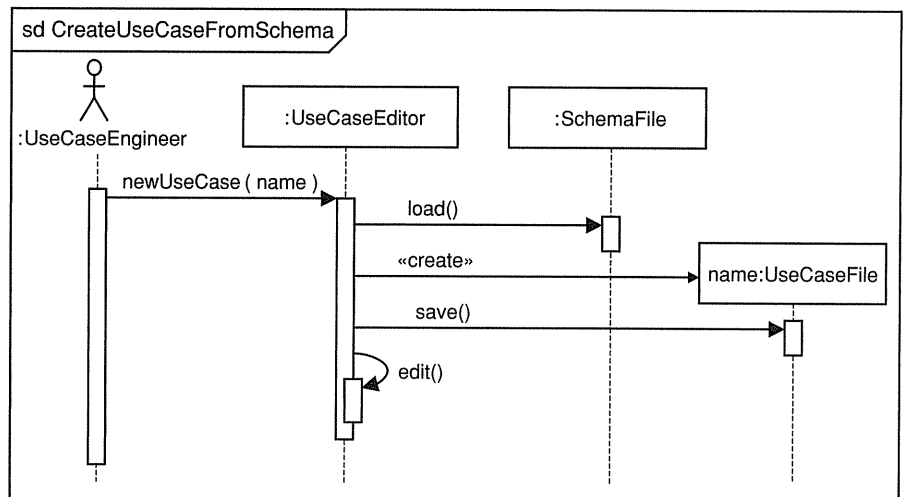 sd CreateUseCaseFromSchema
:UseCaseEngineer
:UseCaseEditor
:SchemaFile
newUseCase ( name )
load()
«create»
name:UseCaseFile
save()
edit()